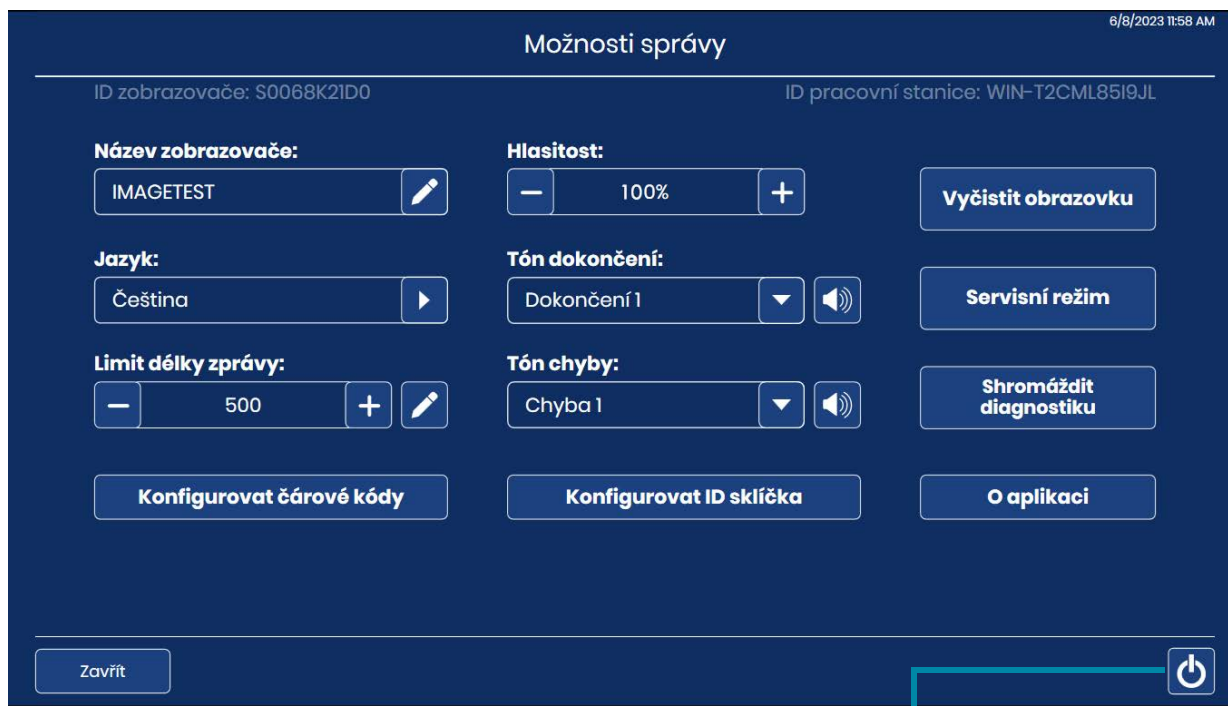 6/8/2023 11:58 AM
Možnosti správy
ID zobrazovače: S0068K21D0
ID pracovní stanice: WIN-T2CML85I9JL
Název zobrazovače:
IMAGETEST
Hlasitost:
100%
Vyčistit obrazovku
Jazyk:
Čeština
Tón dokončení:
Dokončení 1
Servisní režim
Limit délky zprávy:
500
Tón chyby:
Chyba 1
Shromáždit
diagnostiku
Konfigurovat čárové kódy
Konfigurovat ID sklíčka
O aplikaci
Zavřít